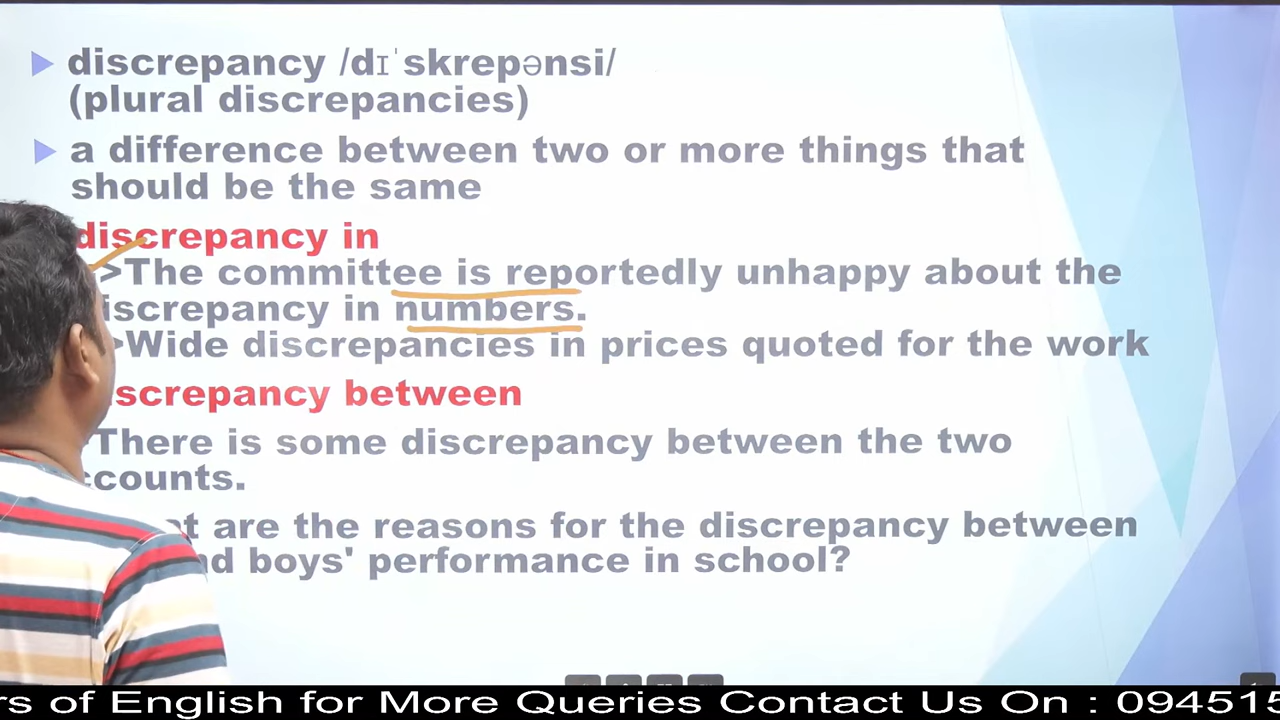 discrepancy /dɪˈskrepənsi/
(plural discrepancies)
a difference between two or more things that
should be the same
discrepancy in
>The committee is reportedly unhappy about the
iscrepancy in numbers.
>Wide discrepancies in prices quoted for the work
screpancy between
There is some discrepancy between the two
ccounts.
t are the reasons for the discrepancy between
nd boys' performance in school?
rs of English for More Queries Contact Us On : 094515